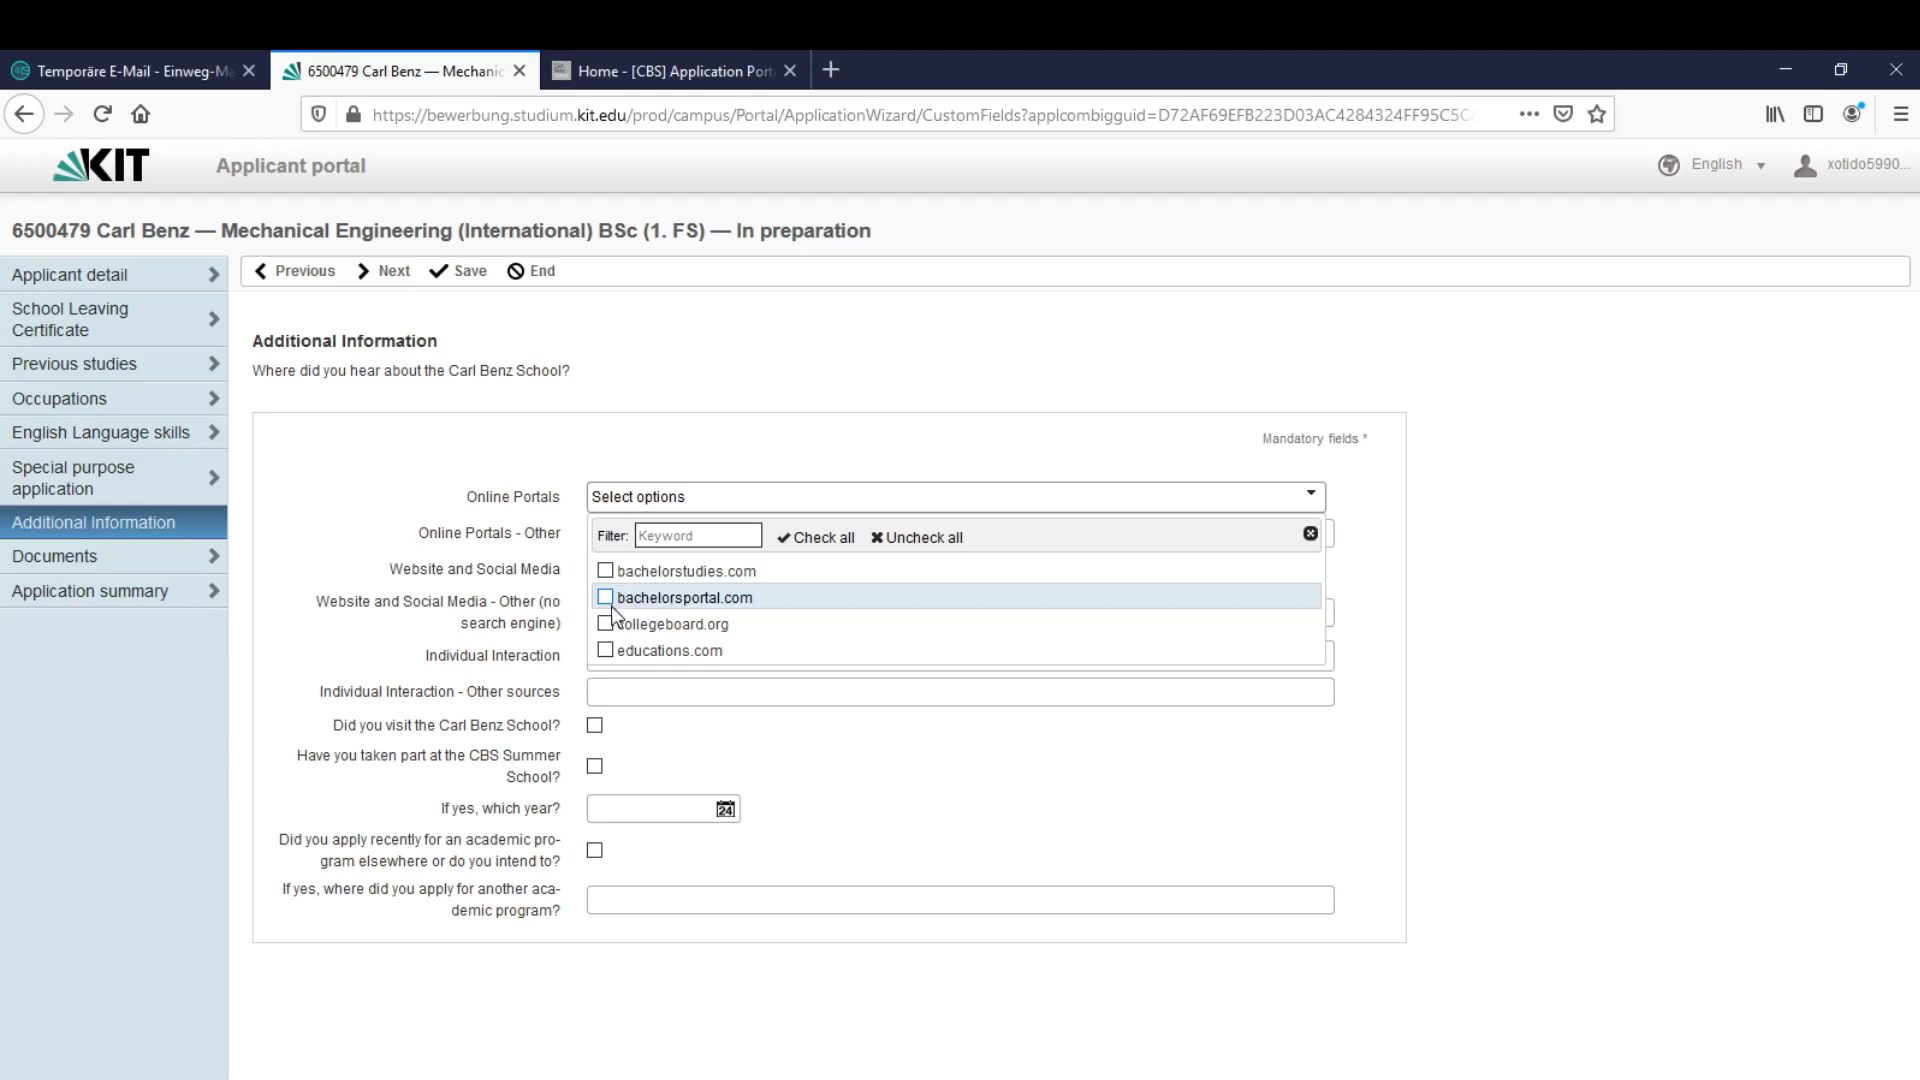 Temporäre E-Mail - Einweg-Ma
6500479 Carl Benz — Mechanic
Home - [CBS] Application Port
https://bewerbung.studium.kit.edu/prod/campus/Portal/ApplicationWizard/CustomFields?applcombigguid=D72AF69EFB223D03AC4284324FF95C5C
KIT
Applicant portal
English
xotido5990...
6500479 Carl Benz — Mechanical Engineering (International) BSc (1. FS) — In preparation
Applicant detail
School Leaving
Certificate
Previous studies
Occupations
English Language skills
Special purpose
application
Additional Information
Documents
Application summary
Previous
Next
Save
End
Additional Information
Where did you hear about the Carl Benz School?
Mandatory fields *
Online Portals
Select options
Online Portals - Other
Filter: Keyword
Check all
Uncheck all
Website and Social Media
bachelorstudies.com
bachelorsportal.com
Website and Social Media - Other (no
search engine)
collegeboard.org
educations.com
Individual Interaction
Individual Interaction - Other sources
Did you visit the Carl Benz School?
Have you taken part at the CBS Summer
School?
If yes, which year?
24
Did you apply recently for an academic pro-
gram elsewhere or do you intend to?
If yes, where did you apply for another aca-
demic program?